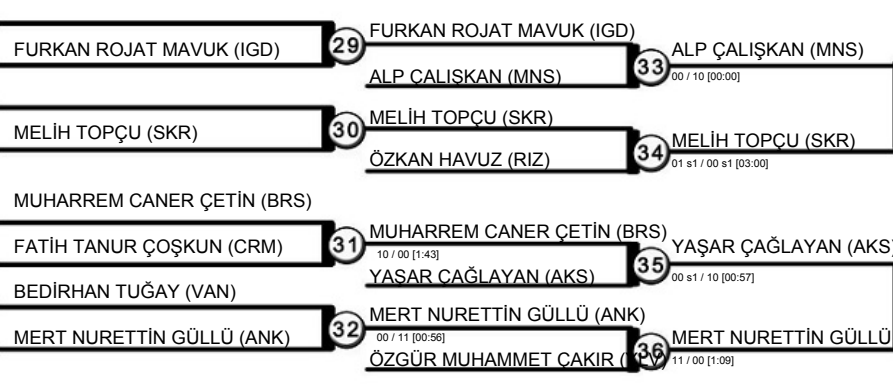 FURKAN ROJAT MAVUK (IGD)
29
FURKAN ROJAT MAVUK (IGD)
ALP ÇALIŞKAN (MNS)
33
ALP ÇALIŞKAN (MNS)
00 / 10 [00:00]
MELİH TOPÇU (SKR)
30
MELİH TOPÇU (SKR)
ÖZKAN HAVUZ (RIZ)
34
MELİH TOPÇU (SKR)
01 s1 / 00 s1 [03:00]
MUHARREM CANER ÇETİN (BRS)
FATİH TANUR ÇOŞKUN (CRM)
31
MUHARREM CANER ÇETİN (BRS)
10 / 00 [1:43]
YAŞAR ÇAĞLAYAN (AKS)
35
YAŞAR ÇAĞLAYAN (AKS)
00 s1 / 10 [00:57]
BEDİRHAN TUĞAY (VAN)
MERT NURETTİN GÜLLÜ (ANK)
32
MERT NURETTİN GÜLLÜ (ANK)
00 / 11 [00:56]
ÖZGÜR MUHAMMET ÇAKIR (YLV)
36
MERT NURETTİN GÜLLÜ
11 / 00 [1:09]